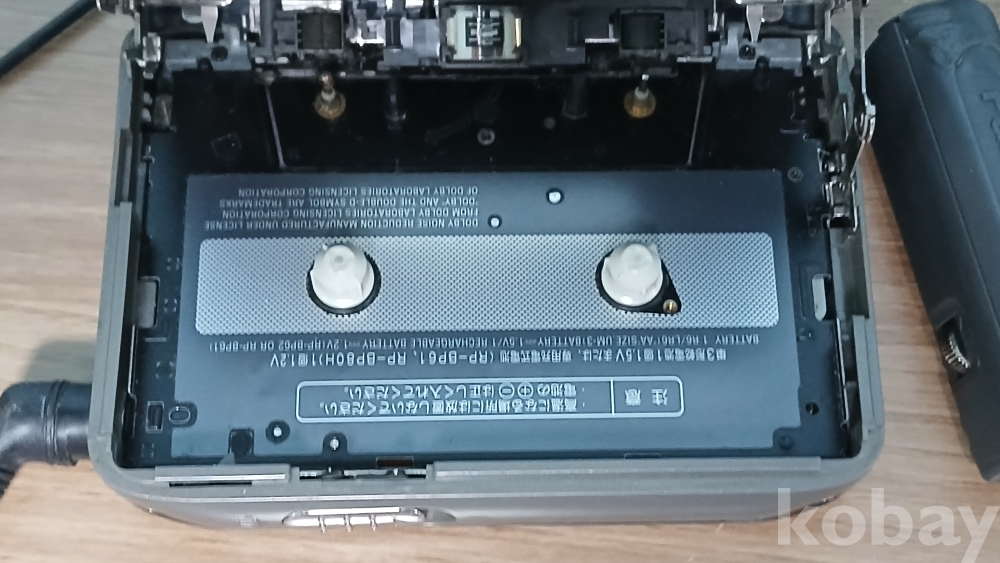 DOLBY NOISE REDUCTION MANUFACTURED UNDER LICENSE
FROM DOLBY LABORATORIES LICENSING CORPORATION
"DOLBY" AND THE DOUBLE-D SYMBOL ARE TRADEMARKS
OF DOLBY LABORATORIES LICENSING CORPORATION
BATTERY 1 R6/LR6(AA,SIZE UM-3)BATTERY⎓1.5V/1 RECHARGEABLE BATTERY⎓1.2V(RP-BP62 OR RP-BP61)
単3形乾電池1個1.5Vまたは、専用充電式電池(RP-BP61、RP-BP80H)1個1.2V
注意
・高温になる場所には放置しないでください。
・電池の⊕⊖は正しく入れてください。
kobay